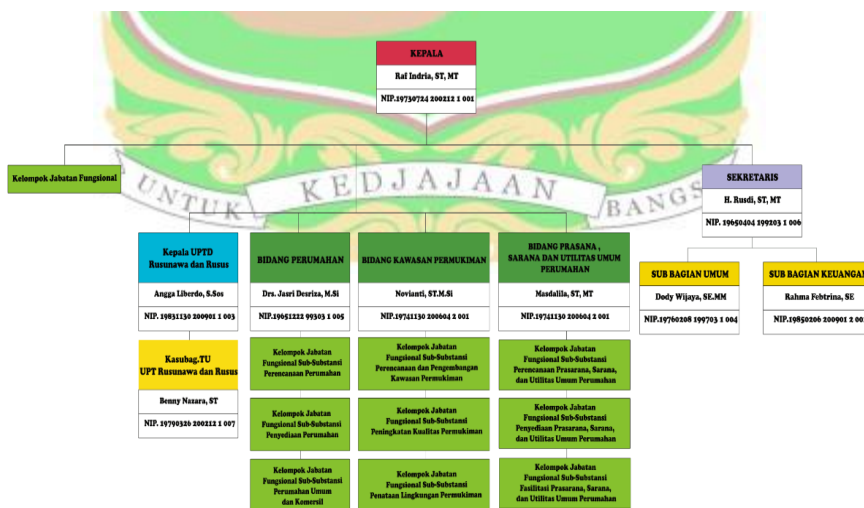 KEPALA
Raf Indria, ST, MT
NIP.19730724 200212 1 001
Kelompok Jabatan Fungsional
UNTUK KEDJAJAAN BANGS
SEKRETARIS
H. Rusdi, ST, MT
NIP. 19650404 199203 1 006
Kepala UPTD
Rusunawa dan Rusus
Angga Liberdo, S.Sos
NIP. 19831130 200901 1 003
Kasubag.TU
UPT Rusunawa dan Rusus
Benny Nazara, ST
NIP. 19790326 200212 1 007
BIDANG PERUMAHAN
Drs. Jasri Desriza, M.Si
NIP.19651222 99303 1 005
Kelompok Jabatan
Fungsional Sub-Substansi
Perencanaan Perumahan
Kelompok Jabatan
Fungsional Sub-Substansi
Penyediaan Perumahan
Kelompok Jabatan
Fungsional Sub-Substansi
Perumahan Umum
dan Komersil
BIDANG KAWASAN PERMUKIMAN
Novianti, ST.M.Si
NIP.19741130 200604 2 001
Kelompok Jabatan
Fungsional Sub-Substansi
Perencanaan dan Pengembangan
Kawasan Permukiman
Kelompok Jabatan
Fungsional Sub-Substansi
Peningkatan Kualitas Permukiman
Kelompok Jabatan
Fungsional Sub-Substansi
Penataan Lingkungan Permukiman
BIDANG PRASANA ,
SARANA DAN UTILITAS UMUM
PERUMAHAN
Masdalila, ST, MT
NIP.19741130 200604 2 001
Kelompok Jabatan
Fungsional Sub-Substansi
Perencanaan Prasarana, Sarana,
dan Utilitas Umum Perumahan
Kelompok Jabatan
Fungsional Sub-Substansi
Penyediaan Prasarana, Sarana,
dan Utilitas Umum Perumahan
Kelompok Jabatan
Fungsional Sub-Substansi
Fasilitasi Prasarana, Sarana,
dan Utilitas Umum Perumahan
SUB BAGIAN UMUM
Dody Wijaya, SE.MM
NIP.19760208 199703 1 004
SUB BAGIAN KEUANGAN
Rahma Febtrina, SE
NIP.19850206 200901 2 00